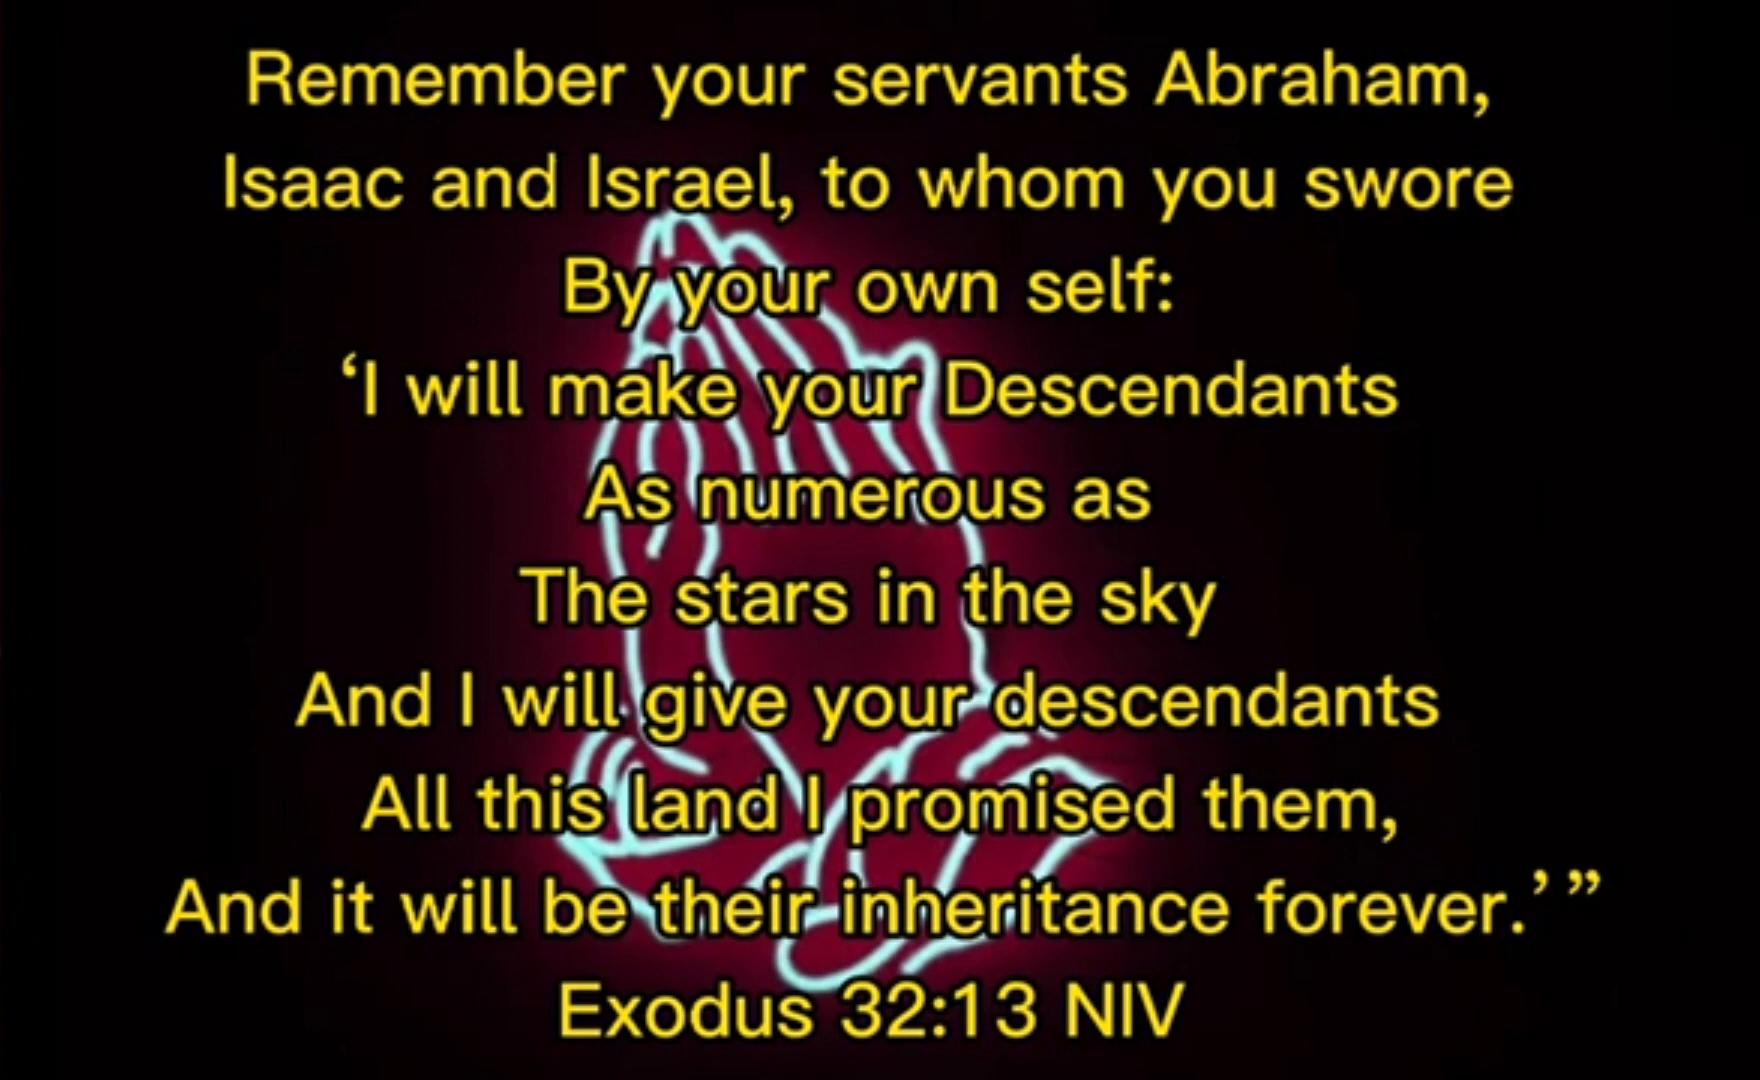 Remember your servants Abraham,
Isaac and Israel, to whom you swore
By your own self:
‘I will make your Descendants
As numerous as
The stars in the sky
And I will give your descendants
All this land I promised them,
And it will be their inheritance forever.’ ”
Exodus 32:13 NIV